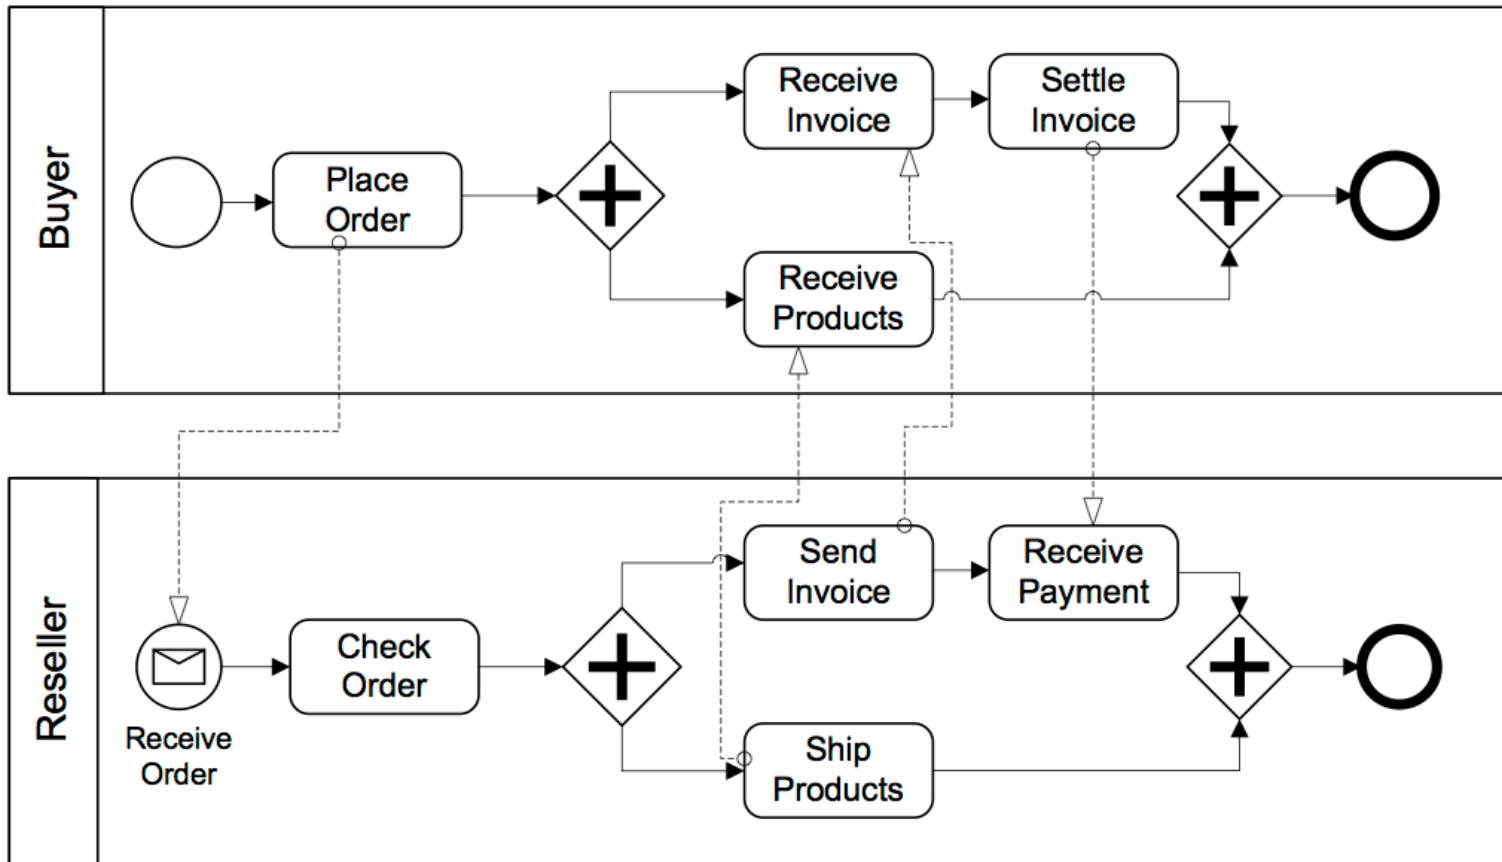 Buyer
Place
Order
Receive
Invoice
Settle
Invoice
Receive
Products
Reseller
Receive
Order
Check
Order
Send
Invoice
Receive
Payment
Ship
Products